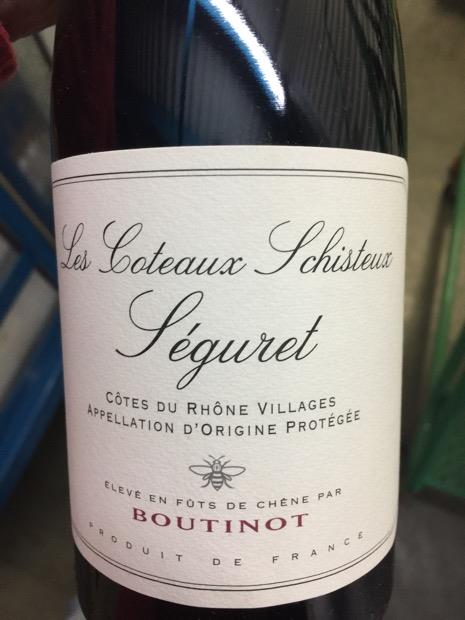 Les Coteaux Schisteux
Séguret
CÔTES DU RHÔNE VILLAGES
APPELLATION D'ORIGINE PROTÉGÉE
ÉLEVÉ EN FÛTS DE CHÊNE PAR
BOUTINOT
PRODUIT DE FRANCE